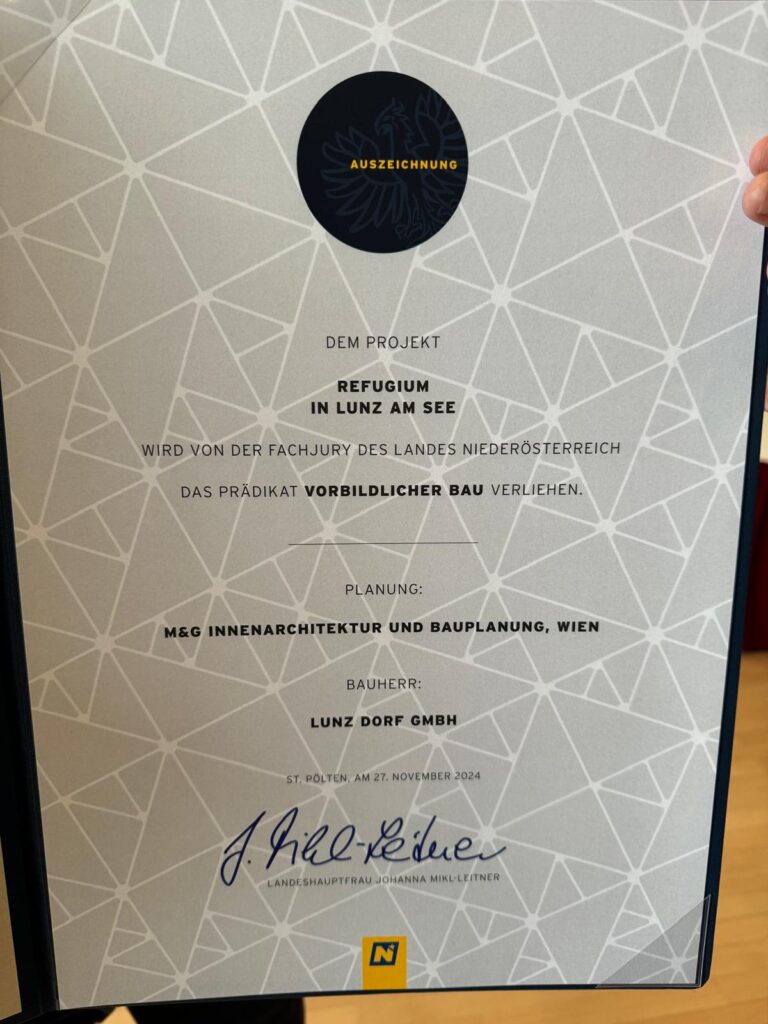 AUSZEICHNUNG
DEM PROJEKT
REFUGIUM
IN LUNZ AM SEE
WIRD VON DER FACHJURY DES LANDES NIEDERÖSTERREICH
DAS PRÄDIKAT VORBILDLICHER BAU VERLIEHEN.
PLANUNG:
M&G INNENARCHITEKTUR UND BAUPLANUNG, WIEN
BAUHERR:
LUNZ DORF GMBH
ST. PÖLTEN, AM 27. NOVEMBER 2024
J. Mikl-Leitner
LANDESHAUPTFRAU JOHANNA MIKL-LEITNER
N